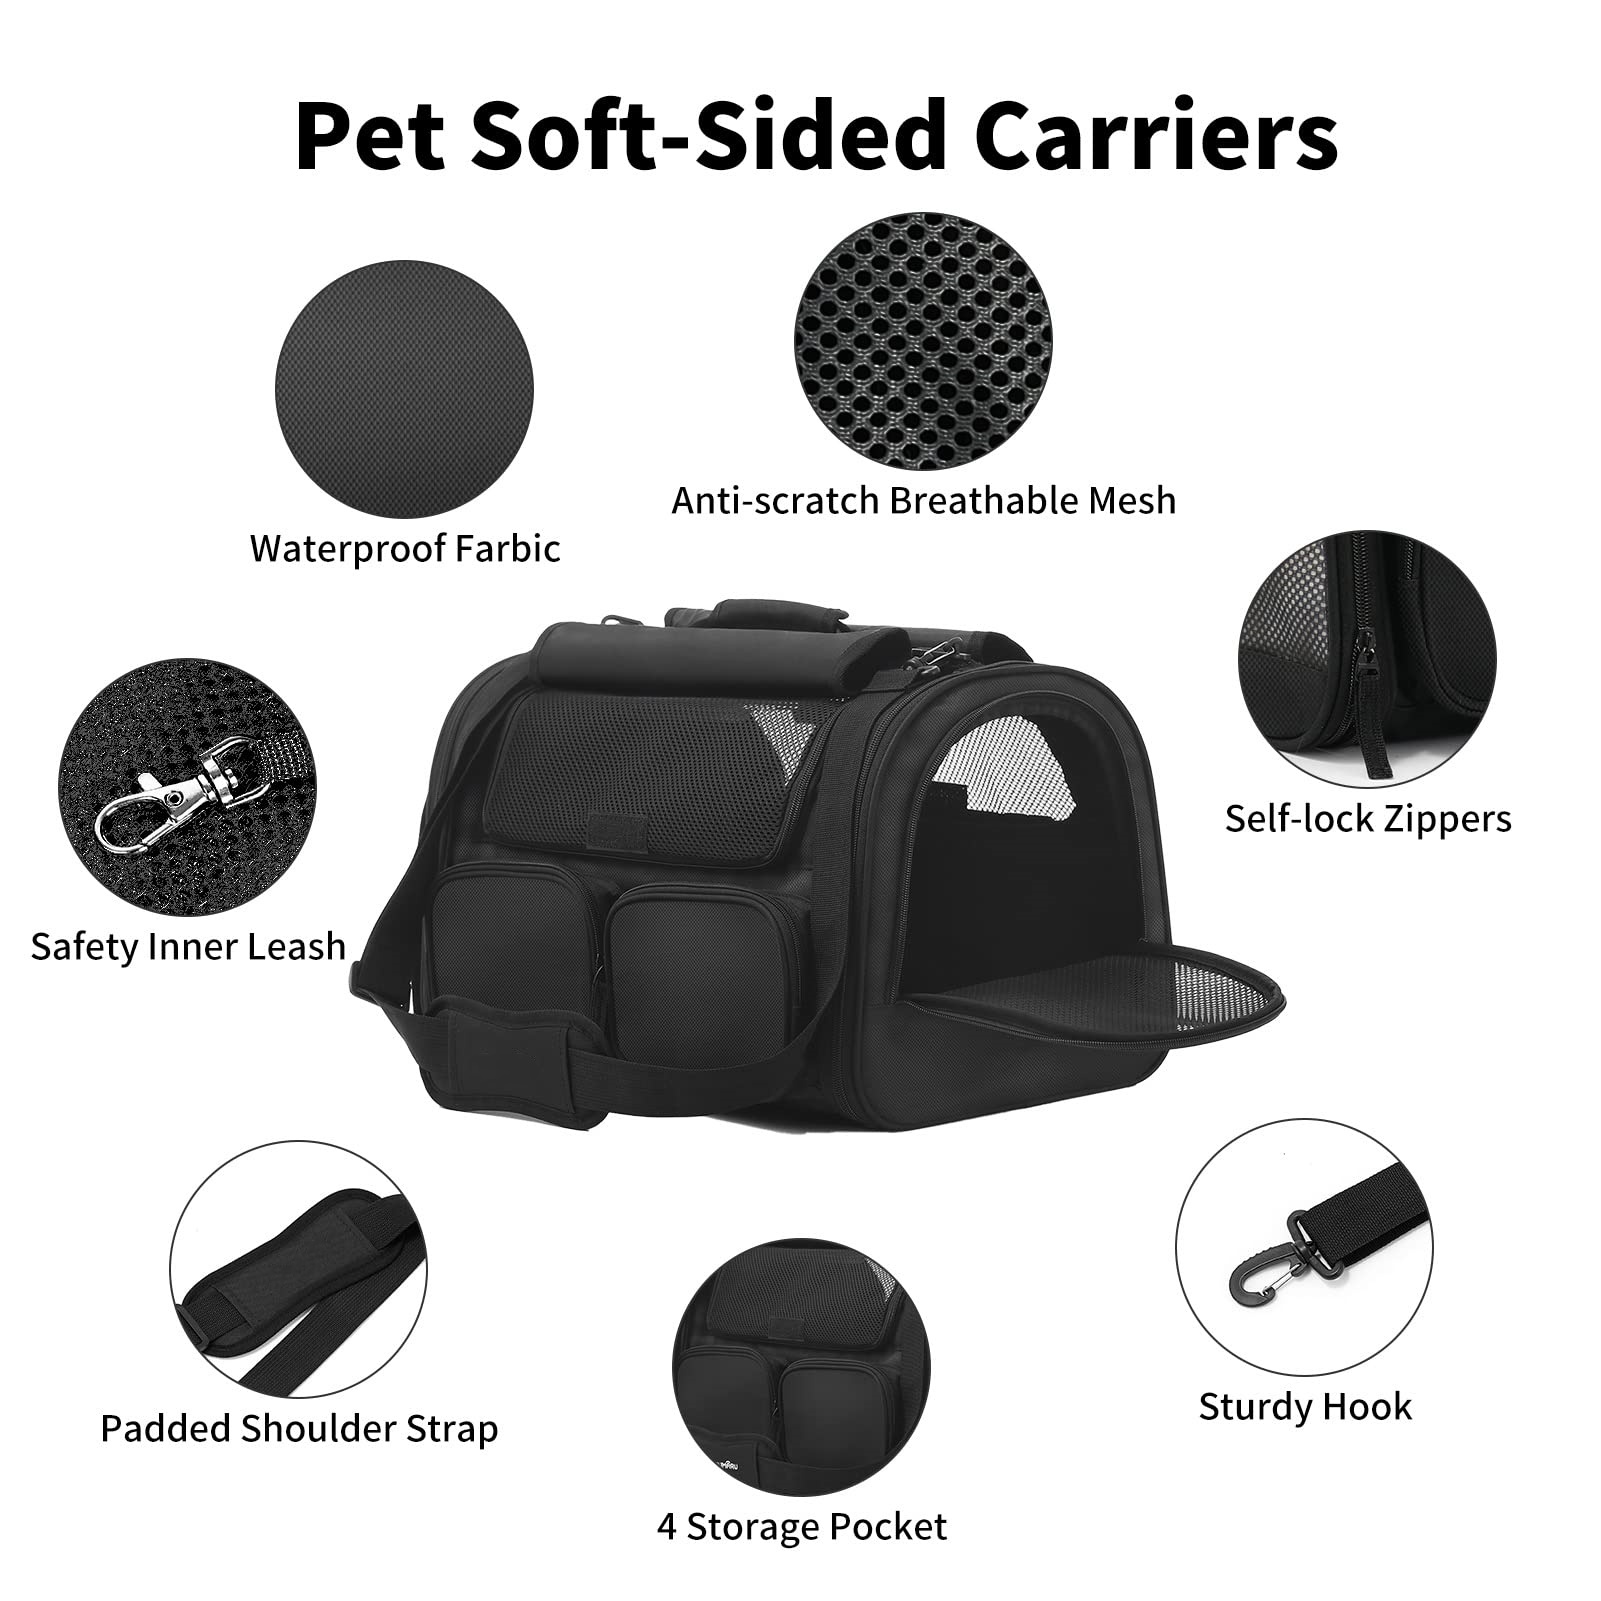 Pet Soft-Sided Carriers
Waterproof Farbic
Anti-scratch Breathable Mesh
Self-lock Zippers
Safety Inner Leash
Padded Shoulder Strap
4 Storage Pocket
Sturdy Hook